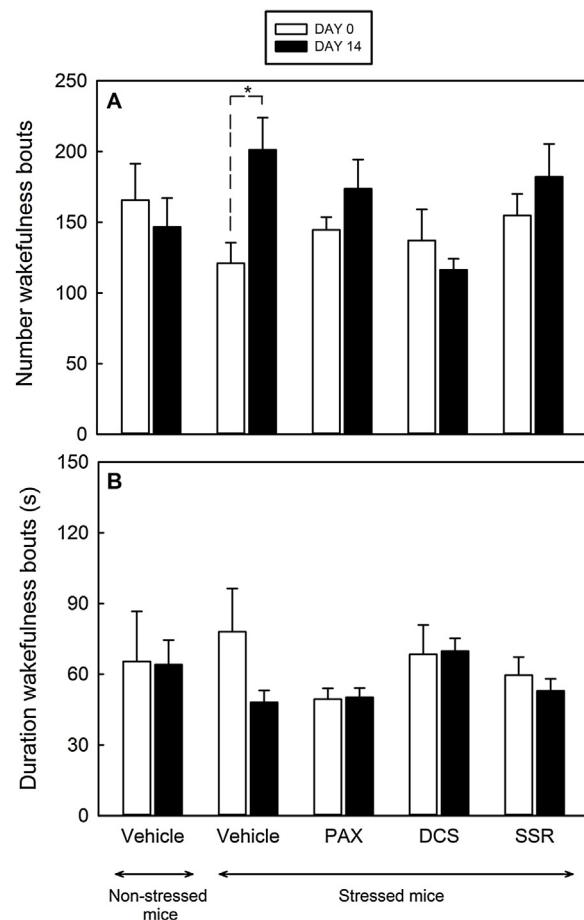 DAY 0
DAY 14
A
Number wakefulness bouts
250
200
150
100
50
0
*
B
Duration wakefulness bouts (s)
150
120
90
60
30
0
Vehicle Vehicle PAX DCS SSR
Non-stressed mice
Stressed mice